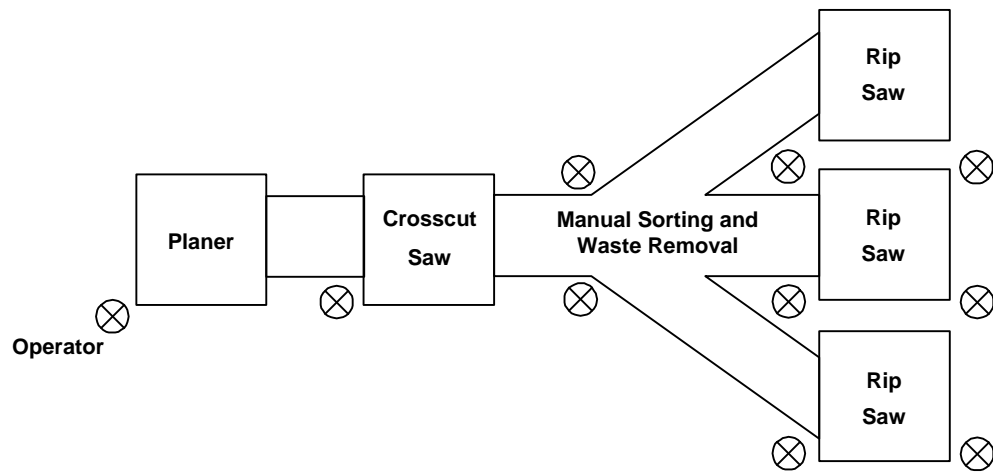 Rip
Saw
Planer
Crosscut
Saw
Manual Sorting and
Waste Removal
Rip
Saw
Operator
Rip
Saw